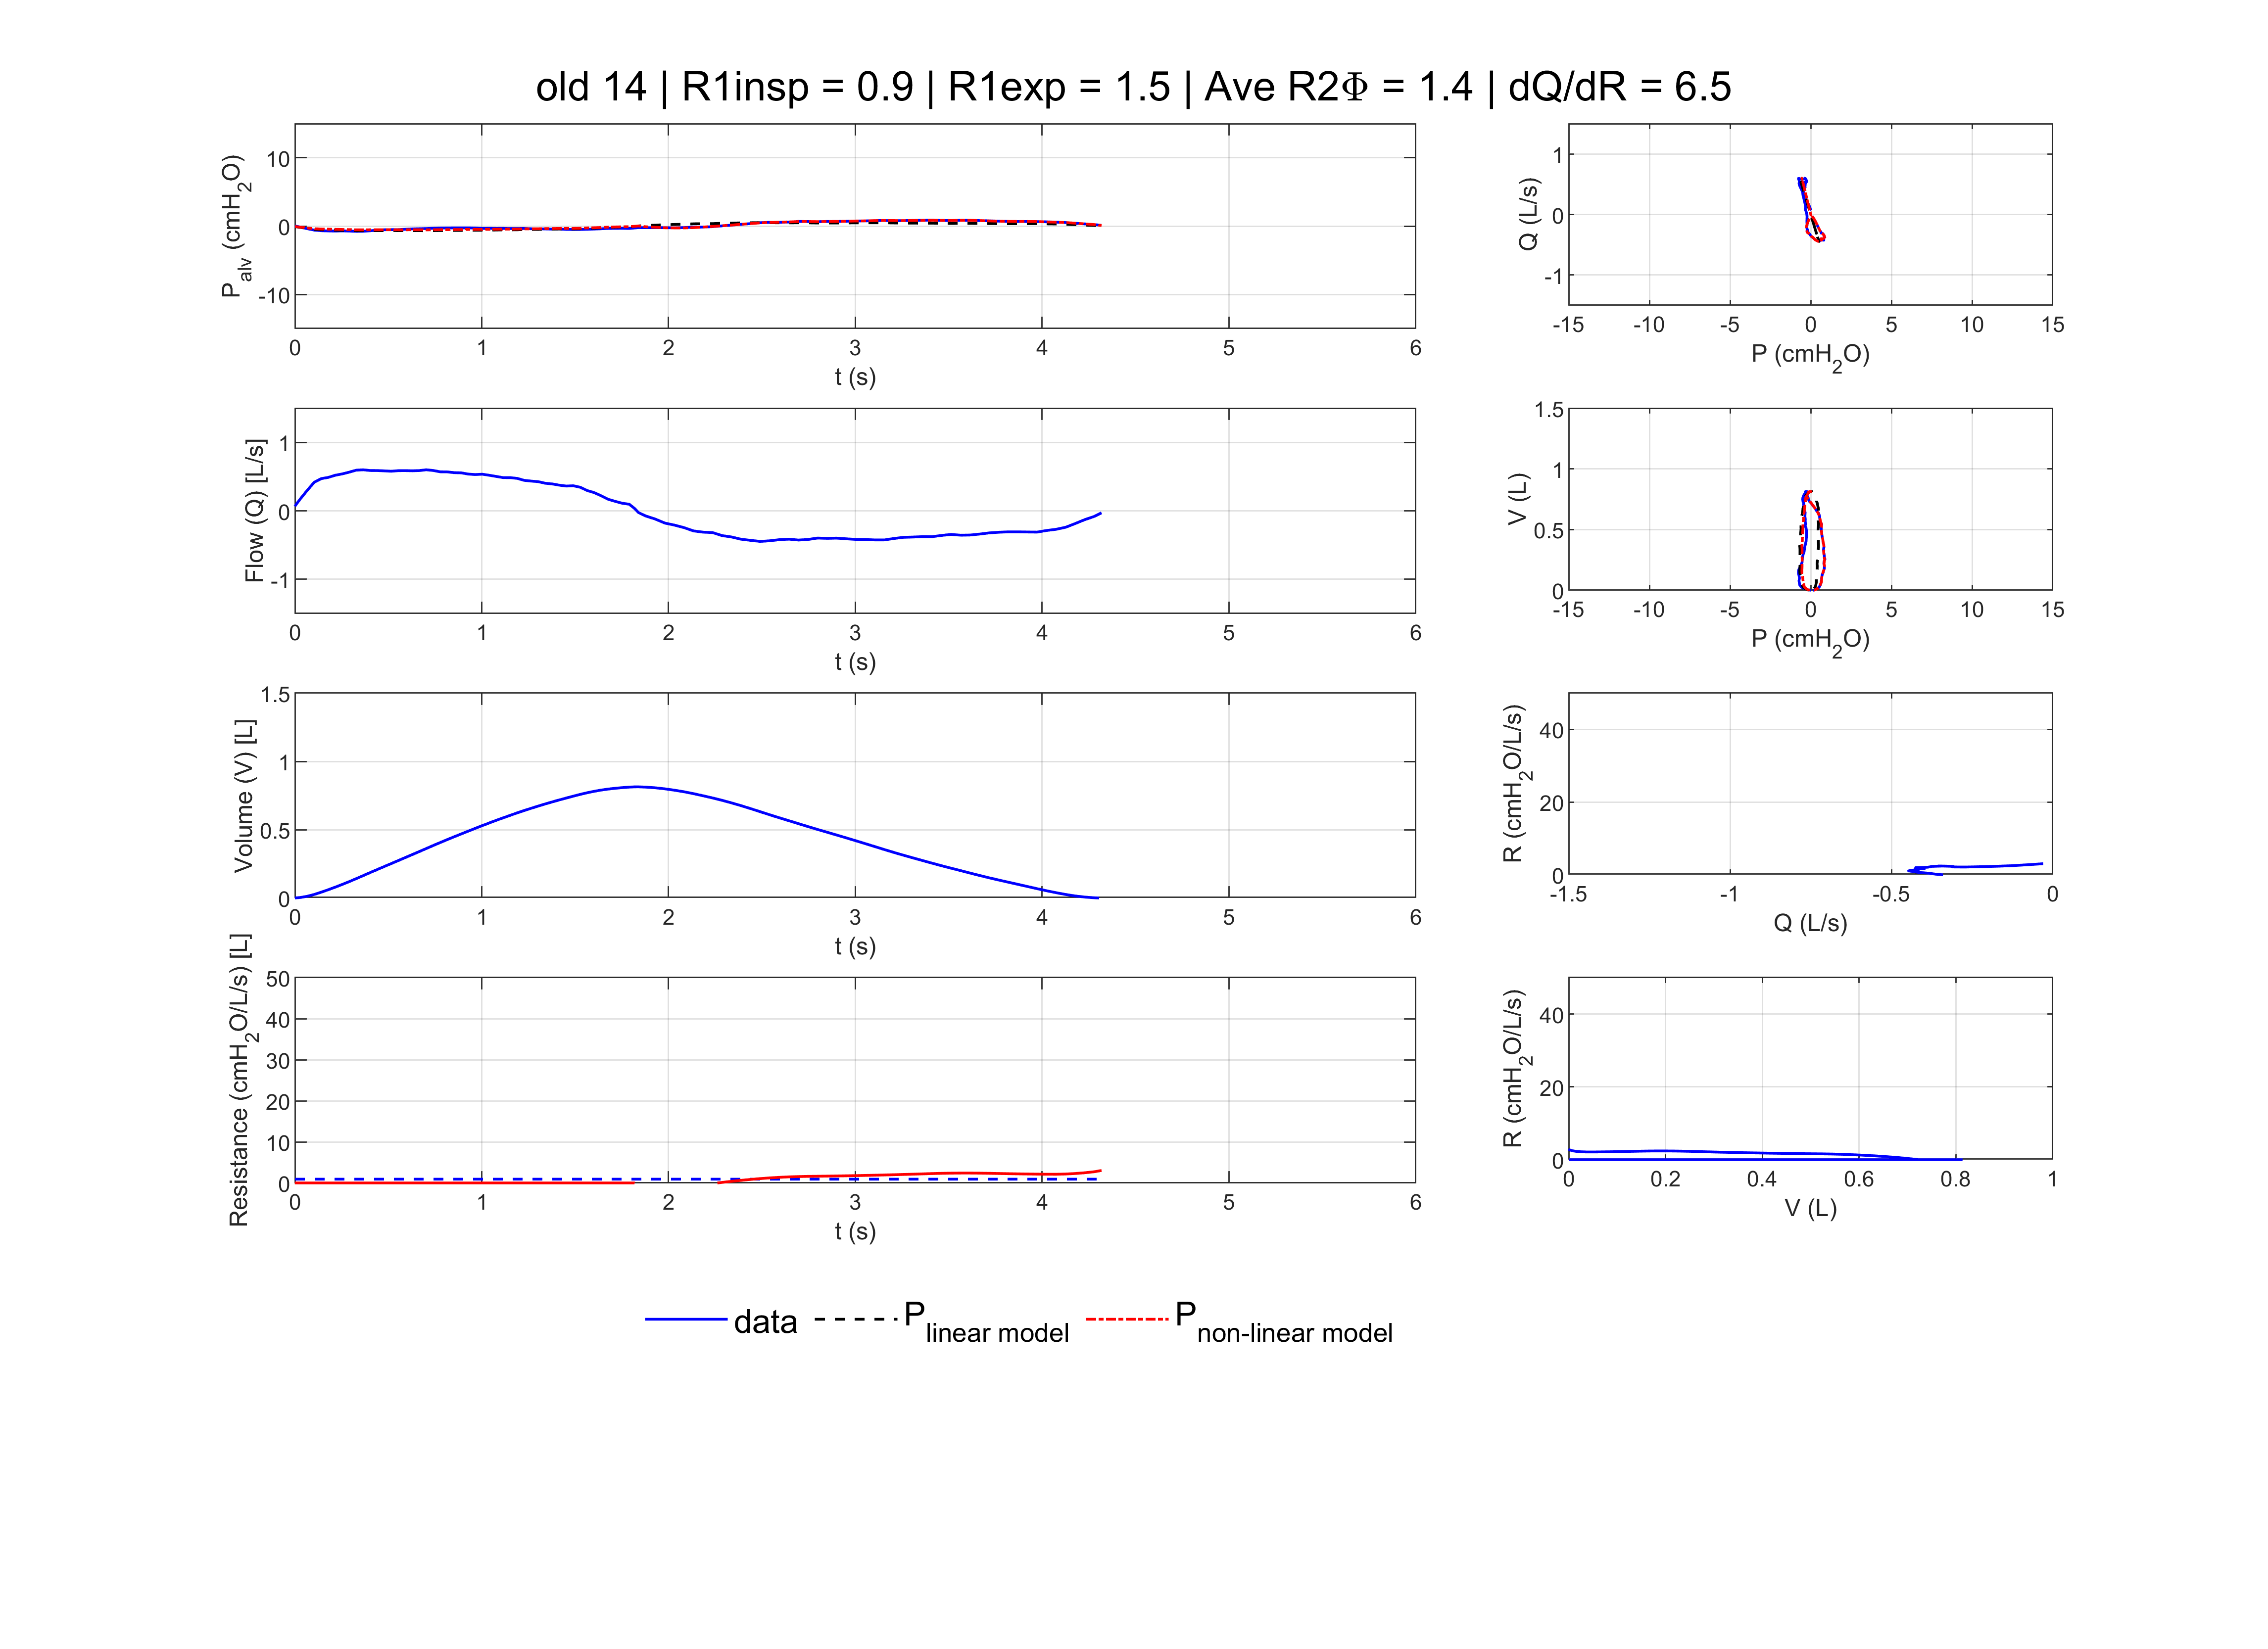 old 14 | R1insp = 0.9 | R1exp = 1.5 | Ave R2Φ = 1.4 | dQ/dR = 6.5
P_alv (cmH_2O)
10
0
-10
0 1 2 3 4 5 6
t (s)
Q (L/s)
1
0
-1
-15 -10 -5 0 5 10 15
P (cmH_2O)
Flow (Q) [L/s]
1
0
-1
0 1 2 3 4 5 6
t (s)
V (L)
1.5
1
0.5
0
-15 -10 -5 0 5 10 15
P (cmH_2O)
Volume (V) [L]
1.5
1
0.5
0
0 1 2 3 4 5 6
t (s)
R (cmH_2O/L/s)
40
20
0
-1.5 -1 -0.5 0
Q (L/s)
Resistance (cmH_2O/L/s) [L]
50
40
30
20
10
0
0 1 2 3 4 5 6
t (s)
R (cmH_2O/L/s)
40
20
0
0 0.2 0.4 0.6 0.8 1
V (L)
data P_linear model P_non-linear model